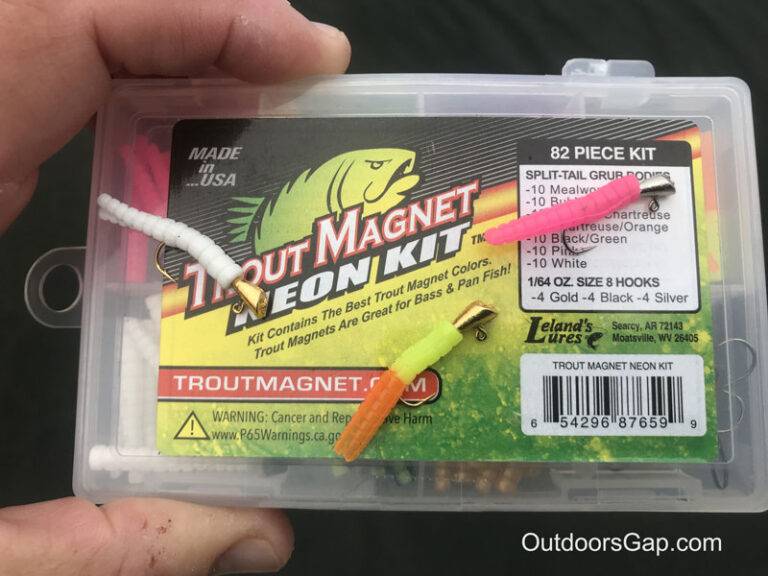 MADE
in
...USA
TROUT MAGNET
NEON KIT
TM
Kit Contains The Best Trout Magnet Colors.
Trout Magnets Are Great for Bass & Pan Fish!
TROUTMAGNET.COM
WARNING: Cancer and Harm
www.P65Warnings.ca.gov
82 PIECE KIT
SPLIT-TAIL GRUB BODIES
-10
-10
Chartreuse
-10 Chartreuse/Orange
-10 Black/Green
-10 Pink
-10 White
1/64 OZ. SIZE 8 HOOKS
-4 Gold -4 Black -4 Silver
Leland's
Lures
Searcy, AR 72143
Moatsville, WV 26405
TROUT MAGNET NEON KIT
6 54296 87659 9
OutdoorsGap.com